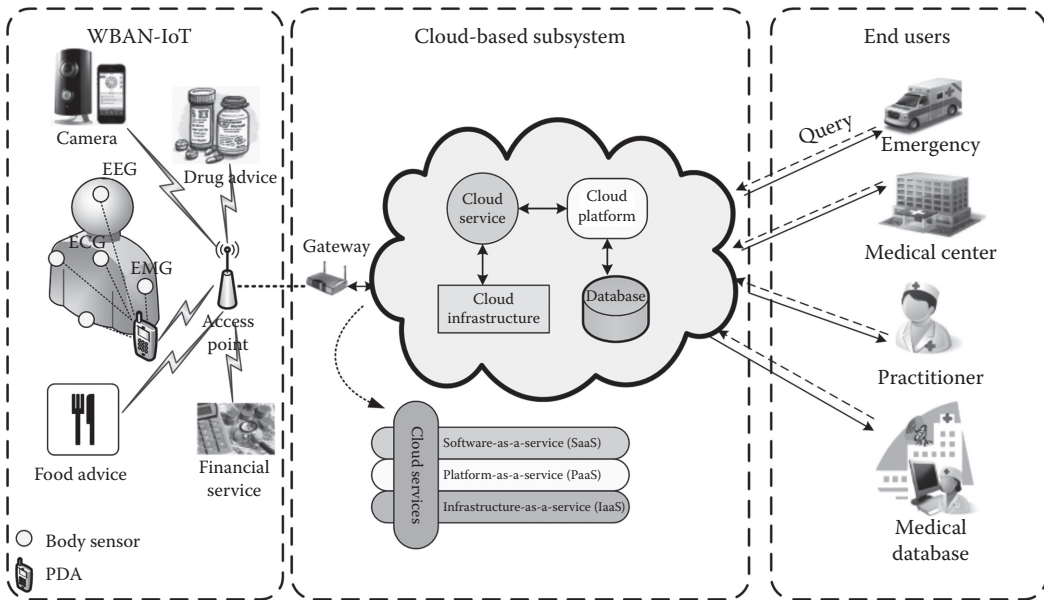 WBAN-IoT
Camera
Drug advice
EEG
ECG
EMG
Access
point
Food advice
Financial
service
Body sensor
PDA
Cloud-based subsystem
Gateway
Cloud
service
Cloud
platform
Cloud
infrastructure
Database
Cloud services
Software-as-a-service (SaaS)
Platform-as-a-service (PaaS)
Infrastructure-as-a-service (IaaS)
End users
Query
Emergency
Medical center
Practitioner
Medical
database